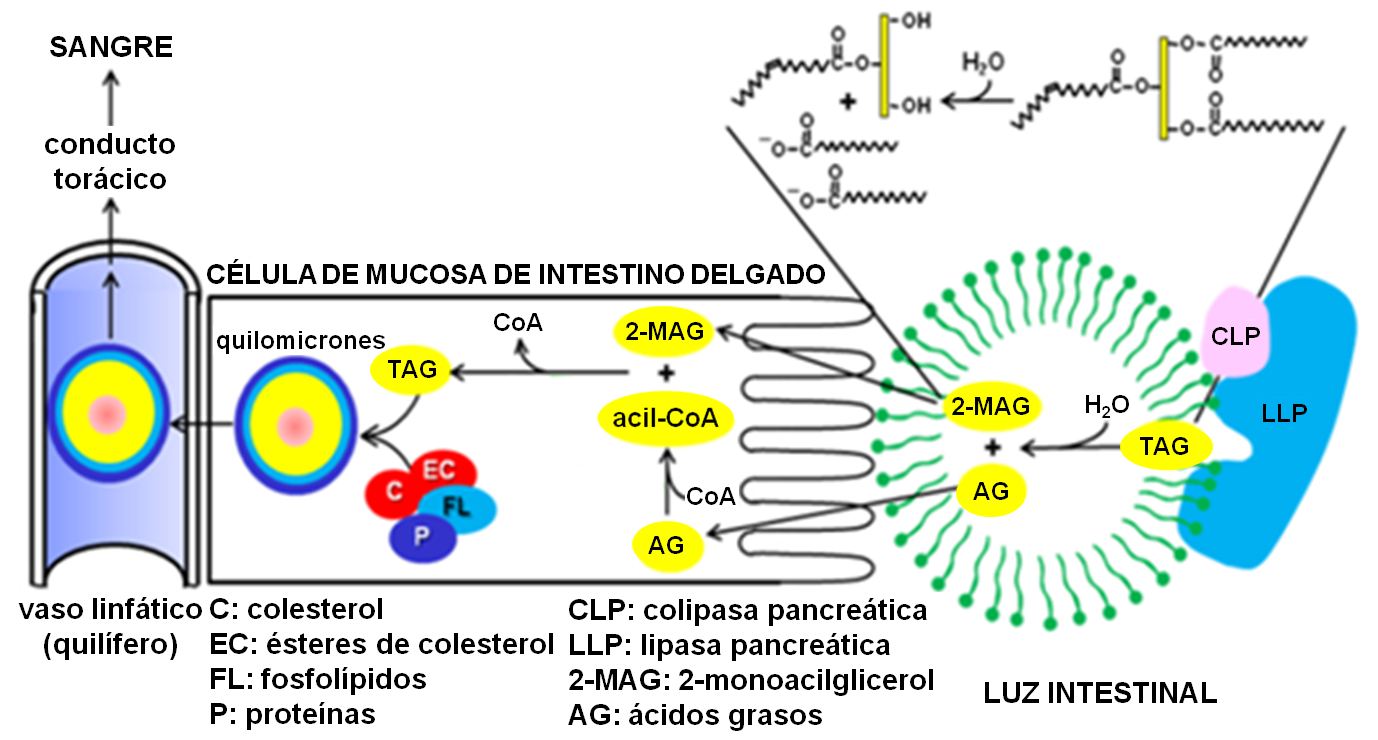 SANGRE
conducto
torácico
vaso linfático
(quilífero)
CÉLULA DE MUCOSA DE INTESTINO DELGADO
quilomicrones
CoA
TAG
2-MAG
+
acil-CoA
CoA
AG
EC
C
FL
P
C: colesterol
EC: ésteres de colesterol
FL: fosfolípidos
P: proteínas
CLP: colipasa pancreática
LLP: lipasa pancreática
2-MAG: 2-monoacilglicerol
AG: ácidos grasos
OH
O
C-O
OH
+
O
⁻O-C
O
⁻O-C
H₂O
O
C-O
O-C
O
O
O-C
CLP
LLP
2-MAG
+
AG
H₂O
TAG
LUZ INTESTINAL